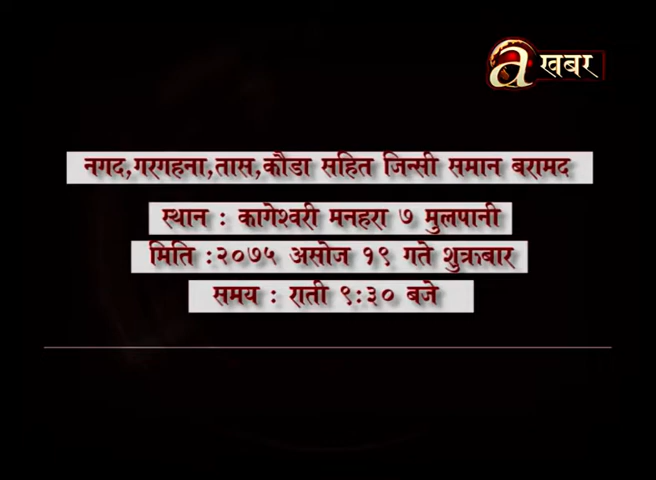 a खबर
नगद,गरगहना,तास,कौडा सहित जिन्सी समान बरामद
स्थान : कागेश्वरी मनहरा ७ मुलपानी
मिति :२०७५ असोज १९ गते शुक्रबार
समय : राती ९:३० बजे